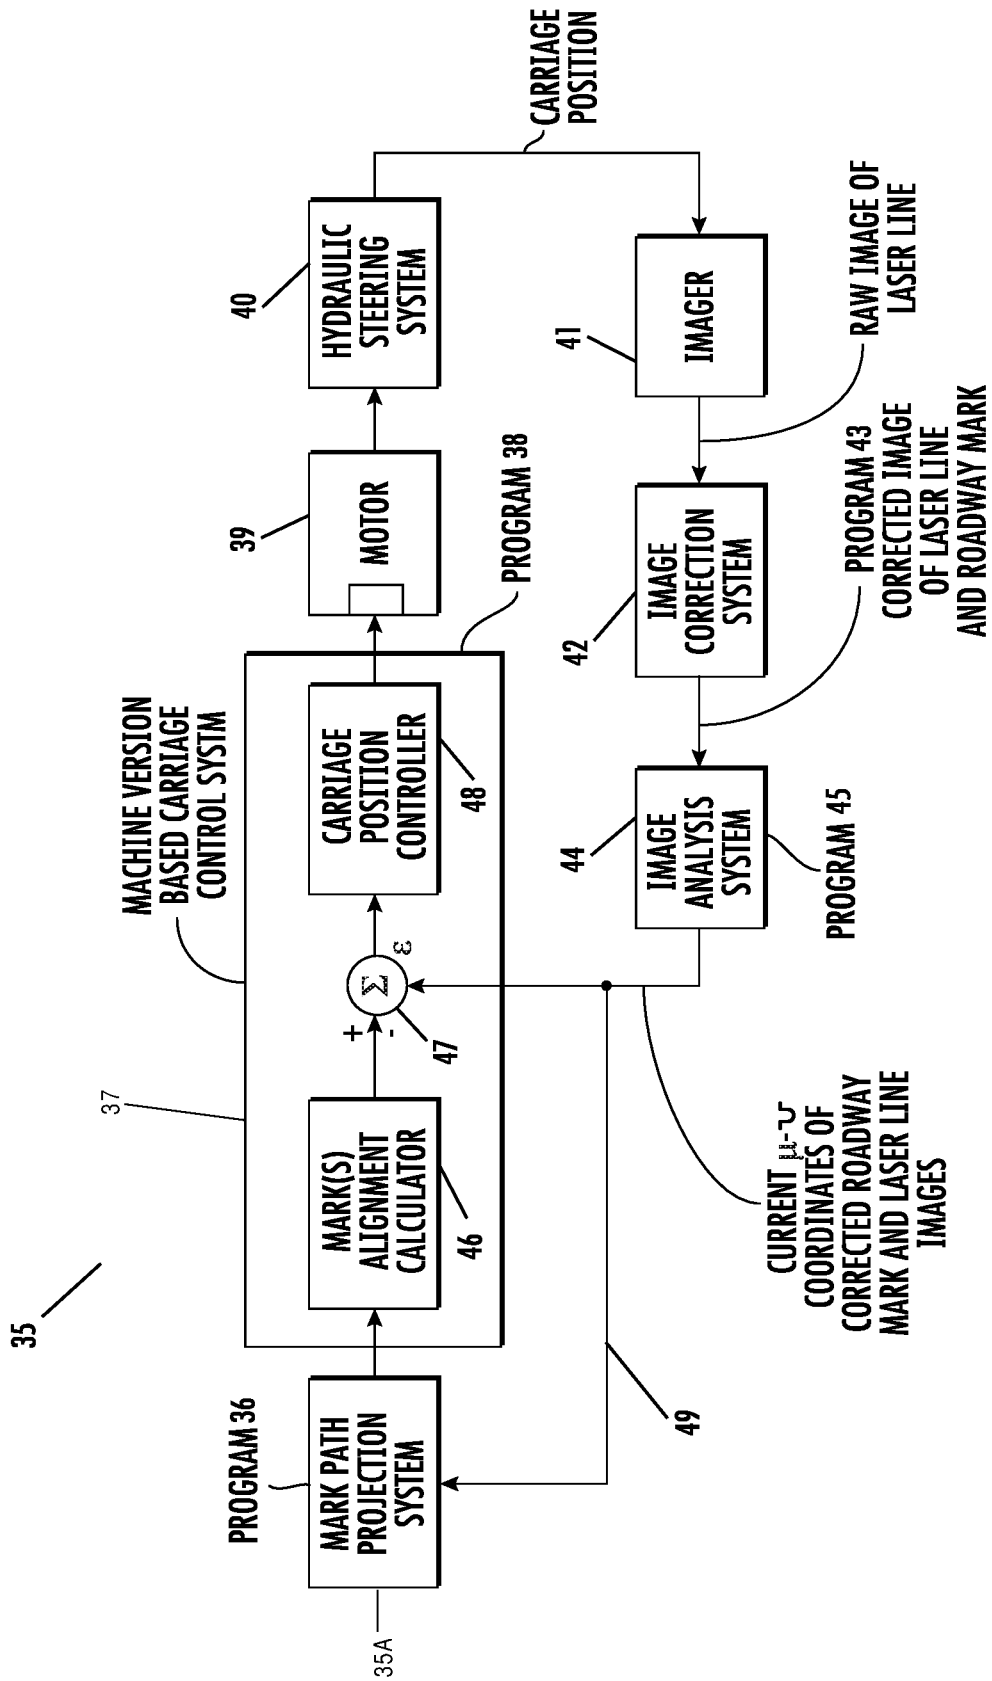 35
37
MACHINE VERSION
BASED CARRIAGE
CONTROL SYSTM
PROGRAM 36
MARK PATH
PROJECTION
SYSTEM
35A
MARK(S)
ALIGNMENT
CALCULATOR
46
+
-
Σ
ε
47
CARRIAGE
POSITION
CONTROLLER
48
PROGRAM 38
39
MOTOR
40
HYDRAULIC
STEERING
SYSTEM
CARRIAGE
POSITION
41
IMAGER
RAW IMAGE OF
LASER LINE
42
IMAGE
CORRECTION
SYSTEM
PROGRAM 43
CORRECTED IMAGE
OF LASER LINE
AND ROADWAY MARK
44
IMAGE
ANALYSIS
SYSTEM
PROGRAM 45
CURRENT μ-υ
COORDINATES OF
CORRECTED ROADWAY
MARK AND LASER LINE
IMAGES
49